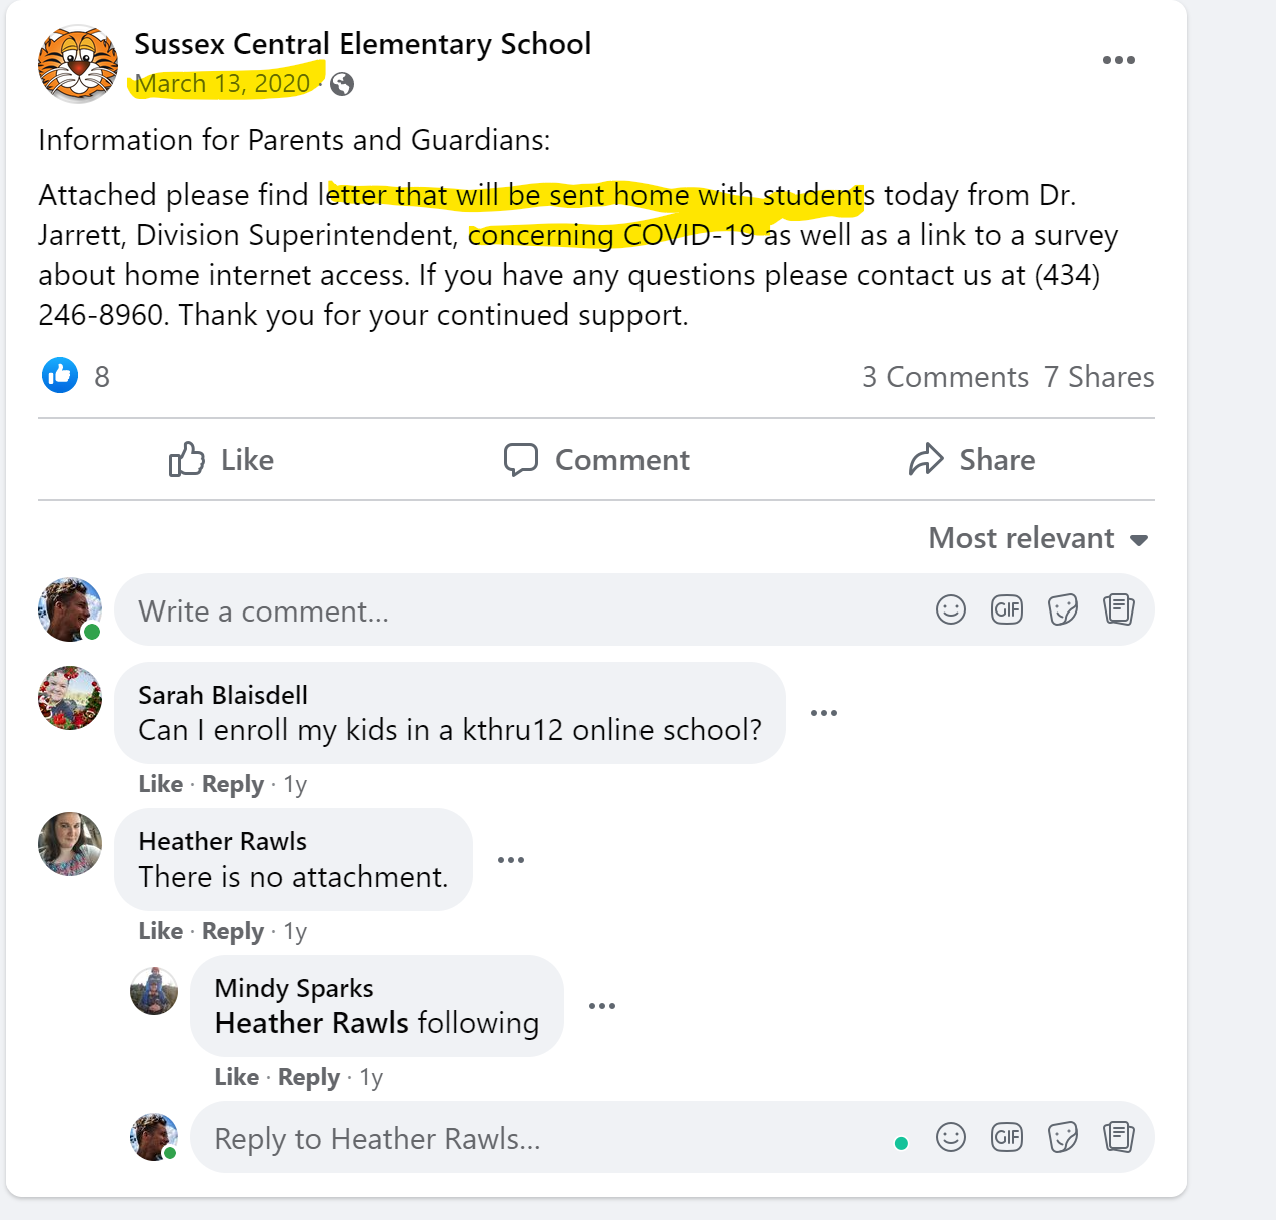 Sussex Central Elementary School
March 13, 2020 ·
Information for Parents and Guardians:
Attached please find letter that will be sent home with students today from Dr.
Jarrett, Division Superintendent, concerning COVID-19 as well as a link to a survey
about home internet access. If you have any questions please contact us at (434)
246-8960. Thank you for your continued support.
8
3 Comments 7 Shares
Like
Comment
Share
Most relevant
Write a comment...
GIF
Sarah Blaisdell
Can I enroll my kids in a kthru12 online school?
Like · Reply · 1y
Heather Rawls
There is no attachment.
Like · Reply · 1y
Mindy Sparks
Heather Rawls following
Like · Reply · 1y
Reply to Heather Rawls...
GIF